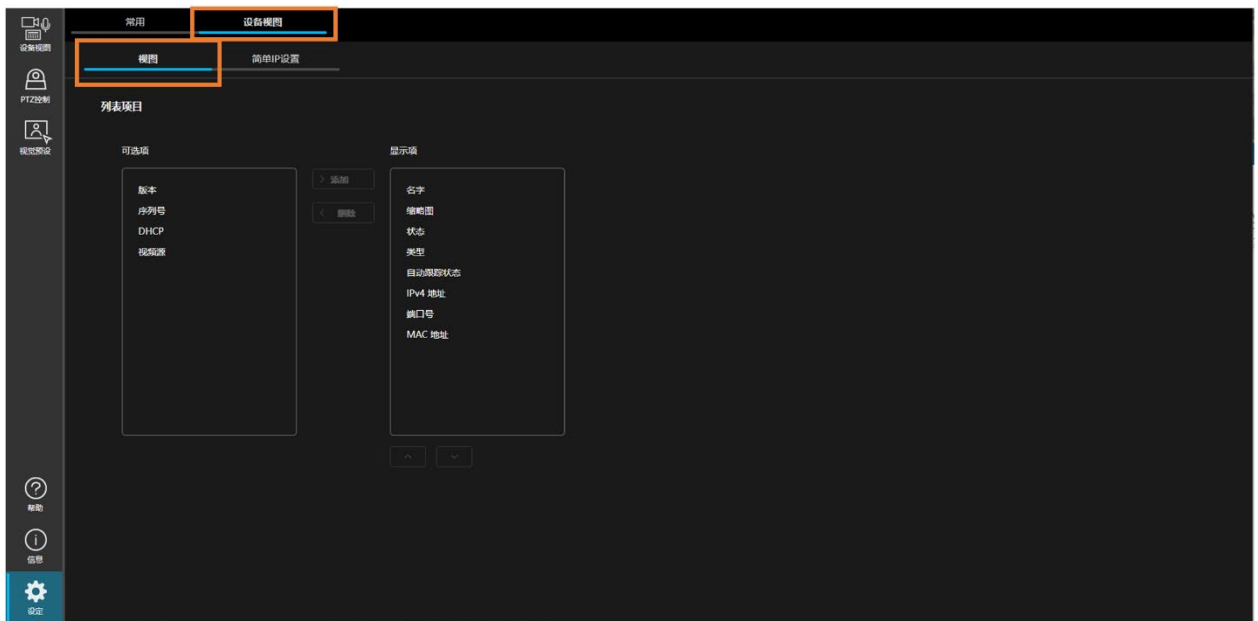 常用
设备视图
视图
简单IP设置
设备视图
PTZ控制
视觉预设
列表项目
可选项
版本
序列号
DHCP
视频源
> 添加
< 删除
显示项
名字
缩略图
状态
类型
自动跟踪状态
IPv4 地址
端口号
MAC 地址
帮助
信息
设定